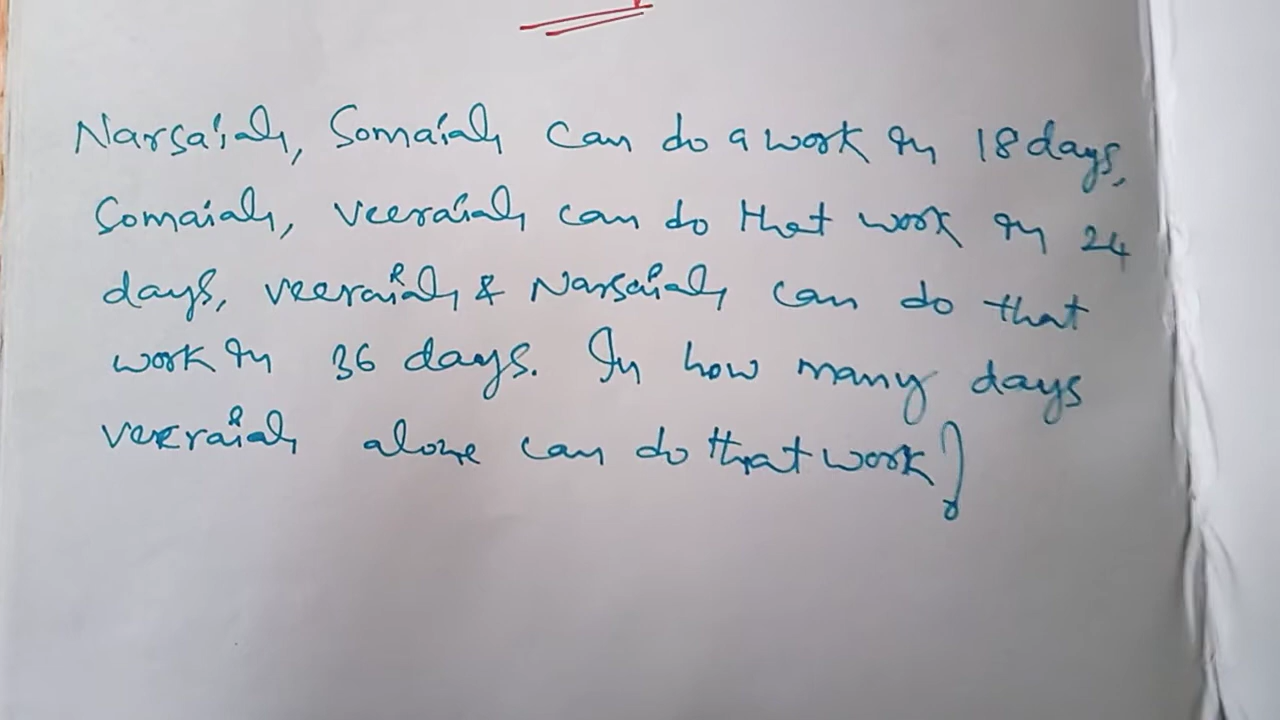 Narsaiah, Somaiah can do a work in 18 days,
Somaiah, veeraiah can do that work in 24
days, veeraiah & Narsaiah can do that
work in 36 days. In how many days
veeraiah alone can do that work?